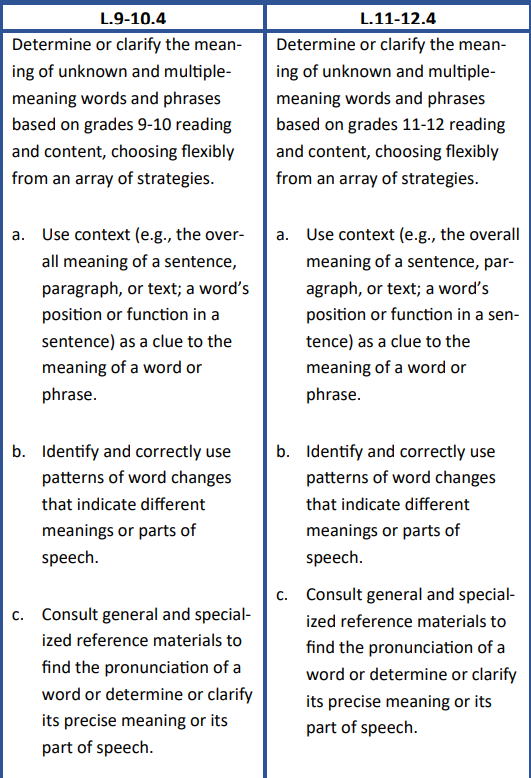 L.9-10.4
Determine or clarify the mean-
ing of unknown and multiple-
meaning words and phrases
based on grades 9-10 reading
and content, choosing flexibly
from an array of strategies.
a. Use context (e.g., the over-
all meaning of a sentence,
paragraph, or text; a word’s
position or function in a
sentence) as a clue to the
meaning of a word or
phrase.
b. Identify and correctly use
patterns of word changes
that indicate different
meanings or parts of
speech.
c. Consult general and special-
ized reference materials to
find the pronunciation of a
word or determine or clarify
its precise meaning or its
part of speech.
L.11-12.4
Determine or clarify the mean-
ing of unknown and multiple-
meaning words and phrases
based on grades 11-12 reading
and content, choosing flexibly
from an array of strategies.
a. Use context (e.g., the overall
meaning of a sentence, par-
agraph, or text; a word’s
position or function in a sen-
tence) as a clue to the
meaning of a word or
phrase.
b. Identify and correctly use
patterns of word changes
that indicate different
meanings or parts of
speech.
c. Consult general and special-
ized reference materials to
find the pronunciation of a
word or determine or clarify
its precise meaning or its
part of speech.